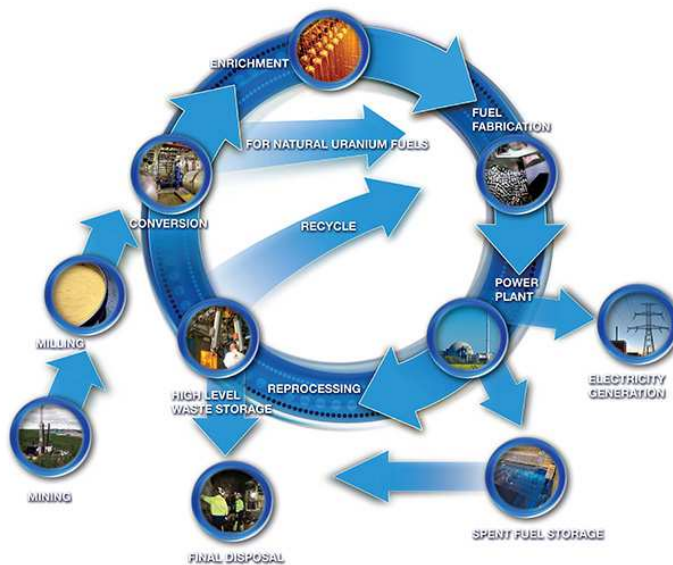 ENRICHMENT
FUEL
FABRICATION
FOR NATURAL URANIUM FUELS
CONVERSION
RECYCLE
POWER
PLANT
MILLING
HIGH LEVEL
WASTE STORAGE
REPROCESSING
ELECTRICITY
GENERATION
MINING
FINAL DISPOSAL
SPENT FUEL STORAGE